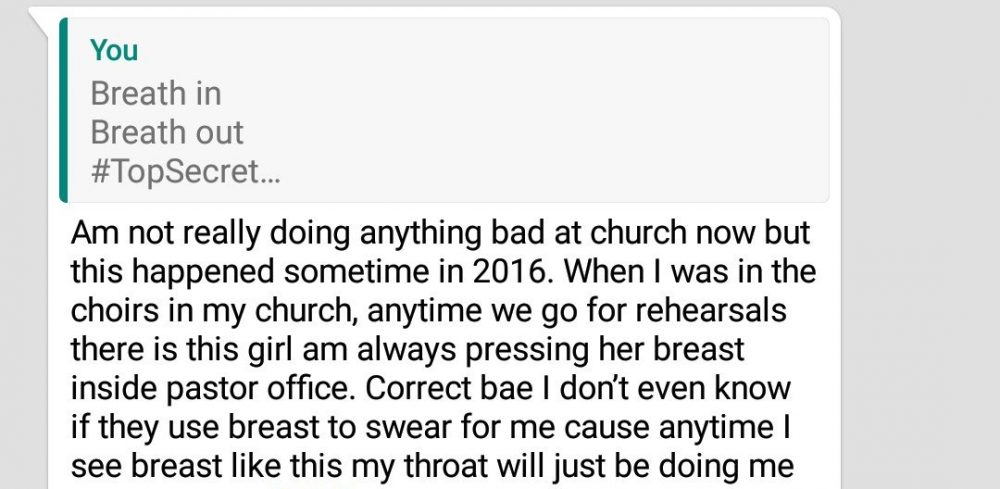 You
Breath in
Breath out
#TopSecret...
Am not really doing anything bad at church now but
this happened sometime in 2016. When I was in the
choirs in my church, anytime we go for rehearsals
there is this girl am always pressing her breast
inside pastor office. Correct bae I don't even know
if they use breast to swear for me cause anytime I
see breast like this my throat will just be doing me